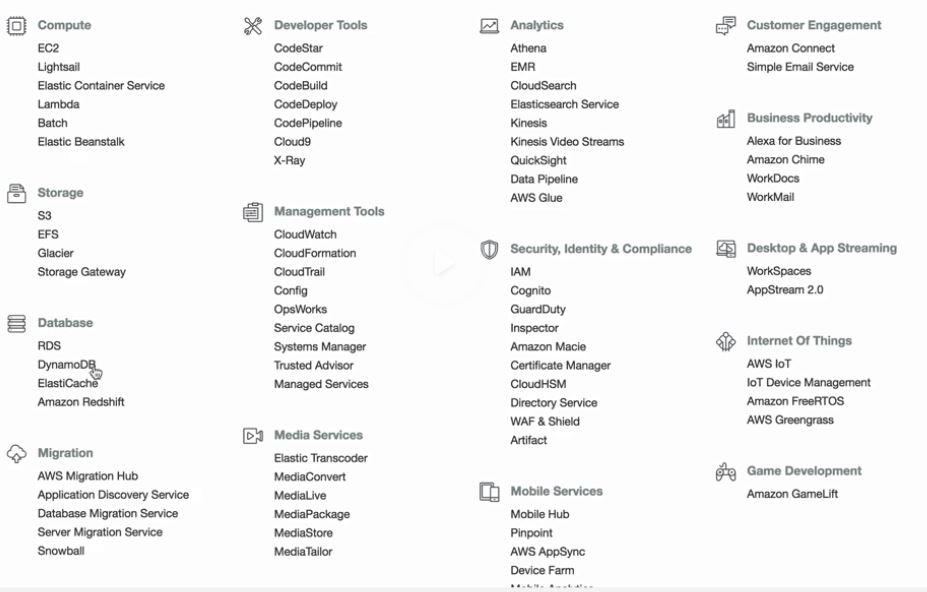 Compute
EC2
Lightsail
Elastic Container Service
Lambda
Batch
Elastic Beanstalk
Storage
S3
EFS
Glacier
Storage Gateway
Database
RDS
DynamoDB
ElastiCache
Amazon Redshift
Migration
AWS Migration Hub
Application Discovery Service
Database Migration Service
Server Migration Service
Snowball
Developer Tools
CodeStar
CodeCommit
CodeBuild
CodeDeploy
CodePipeline
Cloud9
X-Ray
Management Tools
CloudWatch
CloudFormation
CloudTrail
Config
OpsWorks
Service Catalog
Systems Manager
Trusted Advisor
Managed Services
Media Services
Elastic Transcoder
MediaConvert
MediaLive
MediaPackage
MediaStore
MediaTailor
Analytics
Athena
EMR
CloudSearch
Elasticsearch Service
Kinesis
Kinesis Video Streams
QuickSight
Data Pipeline
AWS Glue
Security, Identity & Compliance
IAM
Cognito
GuardDuty
Inspector
Amazon Macie
Certificate Manager
CloudHSM
Directory Service
WAF & Shield
Artifact
Mobile Services
Mobile Hub
Pinpoint
AWS AppSync
Device Farm
Mobile Analytics
Customer Engagement
Amazon Connect
Simple Email Service
Business Productivity
Alexa for Business
Amazon Chime
WorkDocs
WorkMail
Desktop & App Streaming
WorkSpaces
AppStream 2.0
Internet Of Things
AWS IoT
IoT Device Management
Amazon FreeRTOS
AWS Greengrass
Game Development
Amazon GameLift